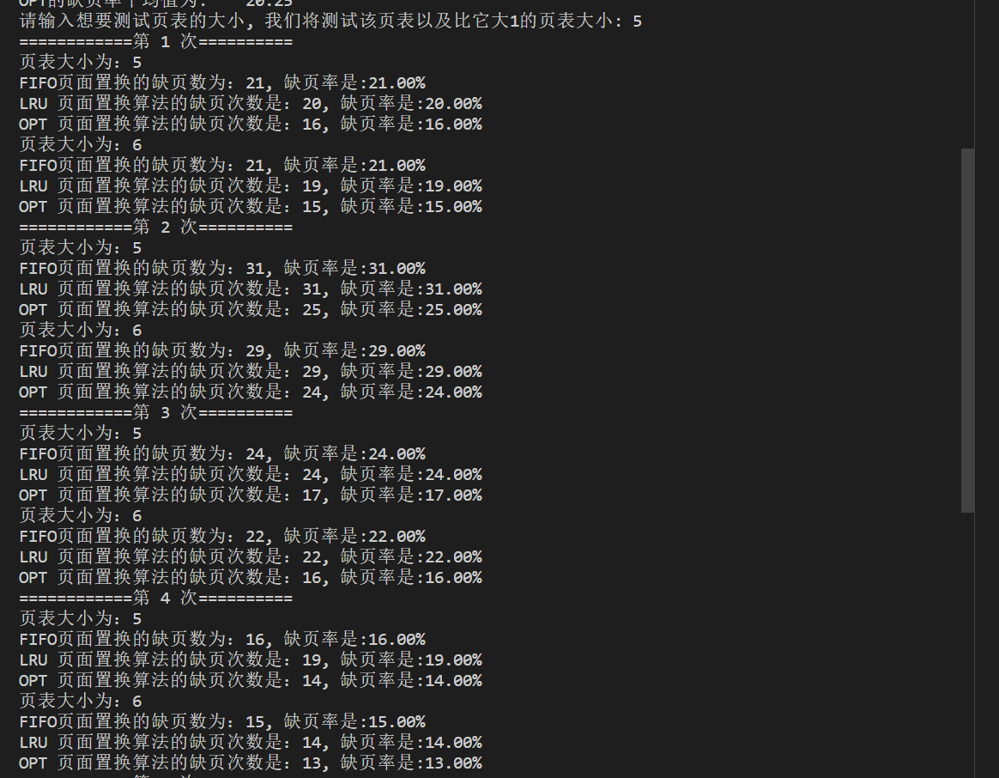 OPT的缺页率平均值为:   20.25
请输入想要测试页表的大小, 我们将测试该页表以及比它大1的页表大小: 5
============第 1 次==========
页表大小为: 5
FIFO页面置换的缺页数为: 21, 缺页率是:21.00%
LRU 页面置换算法的缺页次数是: 20, 缺页率是:20.00%
OPT 页面置换算法的缺页次数是: 16, 缺页率是:16.00%
页表大小为: 6
FIFO页面置换的缺页数为: 21, 缺页率是:21.00%
LRU 页面置换算法的缺页次数是: 19, 缺页率是:19.00%
OPT 页面置换算法的缺页次数是: 15, 缺页率是:15.00%
============第 2 次==========
页表大小为: 5
FIFO页面置换的缺页数为: 31, 缺页率是:31.00%
LRU 页面置换算法的缺页次数是: 31, 缺页率是:31.00%
OPT 页面置换算法的缺页次数是: 25, 缺页率是:25.00%
页表大小为: 6
FIFO页面置换的缺页数为: 29, 缺页率是:29.00%
LRU 页面置换算法的缺页次数是: 29, 缺页率是:29.00%
OPT 页面置换算法的缺页次数是: 24, 缺页率是:24.00%
============第 3 次==========
页表大小为: 5
FIFO页面置换的缺页数为: 24, 缺页率是:24.00%
LRU 页面置换算法的缺页次数是: 24, 缺页率是:24.00%
OPT 页面置换算法的缺页次数是: 17, 缺页率是:17.00%
页表大小为: 6
FIFO页面置换的缺页数为: 22, 缺页率是:22.00%
LRU 页面置换算法的缺页次数是: 22, 缺页率是:22.00%
OPT 页面置换算法的缺页次数是: 16, 缺页率是:16.00%
============第 4 次==========
页表大小为: 5
FIFO页面置换的缺页数为: 16, 缺页率是:16.00%
LRU 页面置换算法的缺页次数是: 19, 缺页率是:19.00%
OPT 页面置换算法的缺页次数是: 14, 缺页率是:14.00%
页表大小为: 6
FIFO页面置换的缺页数为: 15, 缺页率是:15.00%
LRU 页面置换算法的缺页次数是: 14, 缺页率是:14.00%
OPT 页面置换算法的缺页次数是: 13, 缺页率是:13.00%